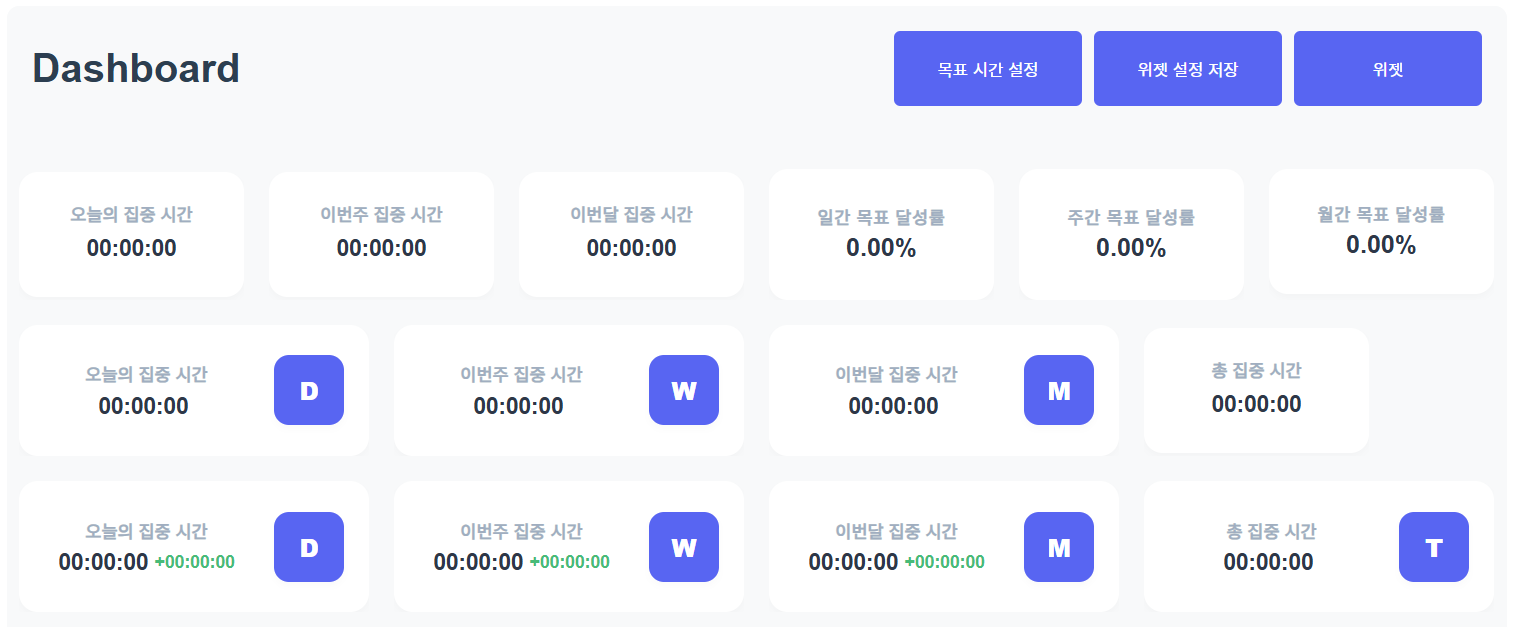 Dashboard
목표 시간 설정
위젯 설정 저장
위젯
오늘의 집중 시간
00:00:00
이번주 집중 시간
00:00:00
이번달 집중 시간
00:00:00
일간 목표 달성률
0.00%
주간 목표 달성률
0.00%
월간 목표 달성률
0.00%
오늘의 집중 시간
00:00:00
D
이번주 집중 시간
00:00:00
W
이번달 집중 시간
00:00:00
M
총 집중 시간
00:00:00
오늘의 집중 시간
00:00:00 +00:00:00
D
이번주 집중 시간
00:00:00 +00:00:00
W
이번달 집중 시간
00:00:00 +00:00:00
M
총 집중 시간
00:00:00
T